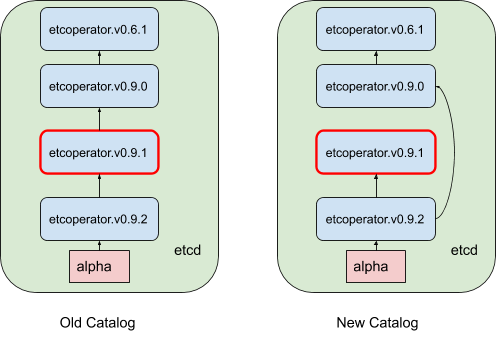 etcoperator.v0.6.1
etcoperator.v0.9.0
etcoperator.v0.9.1
etcoperator.v0.9.2
etcd
alpha
Old Catalog
etcoperator.v0.6.1
etcoperator.v0.9.0
etcoperator.v0.9.1
etcoperator.v0.9.2
etcd
alpha
New Catalog